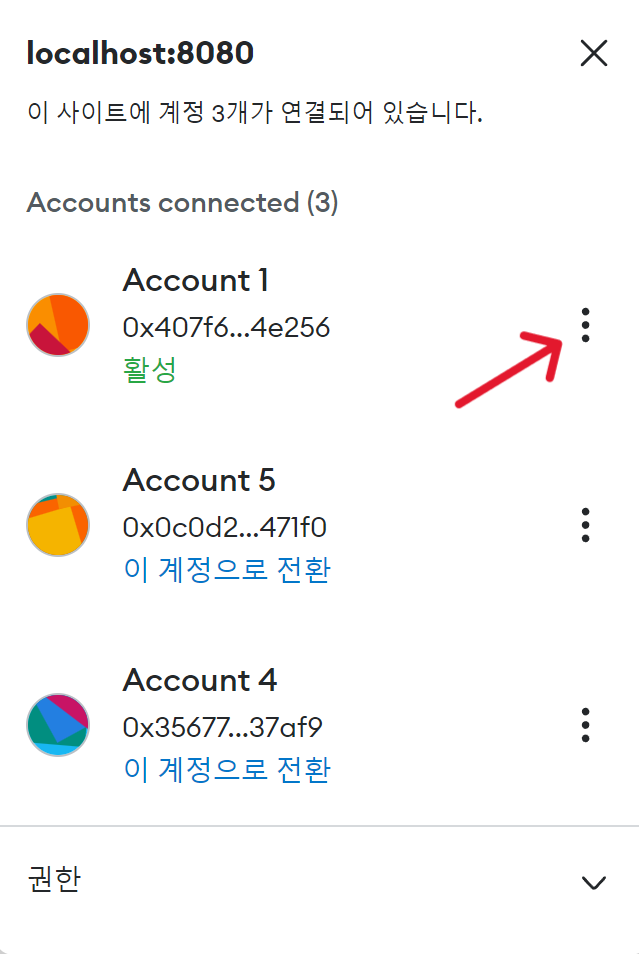 localhost:8080
이 사이트에 계정 3개가 연결되어 있습니다.
Accounts connected (3)
Account 1
0x407f6...4e256
활성
Account 5
0x0c0d2...471f0
이 계정으로 전환
Account 4
0x35677...37af9
이 계정으로 전환
권한